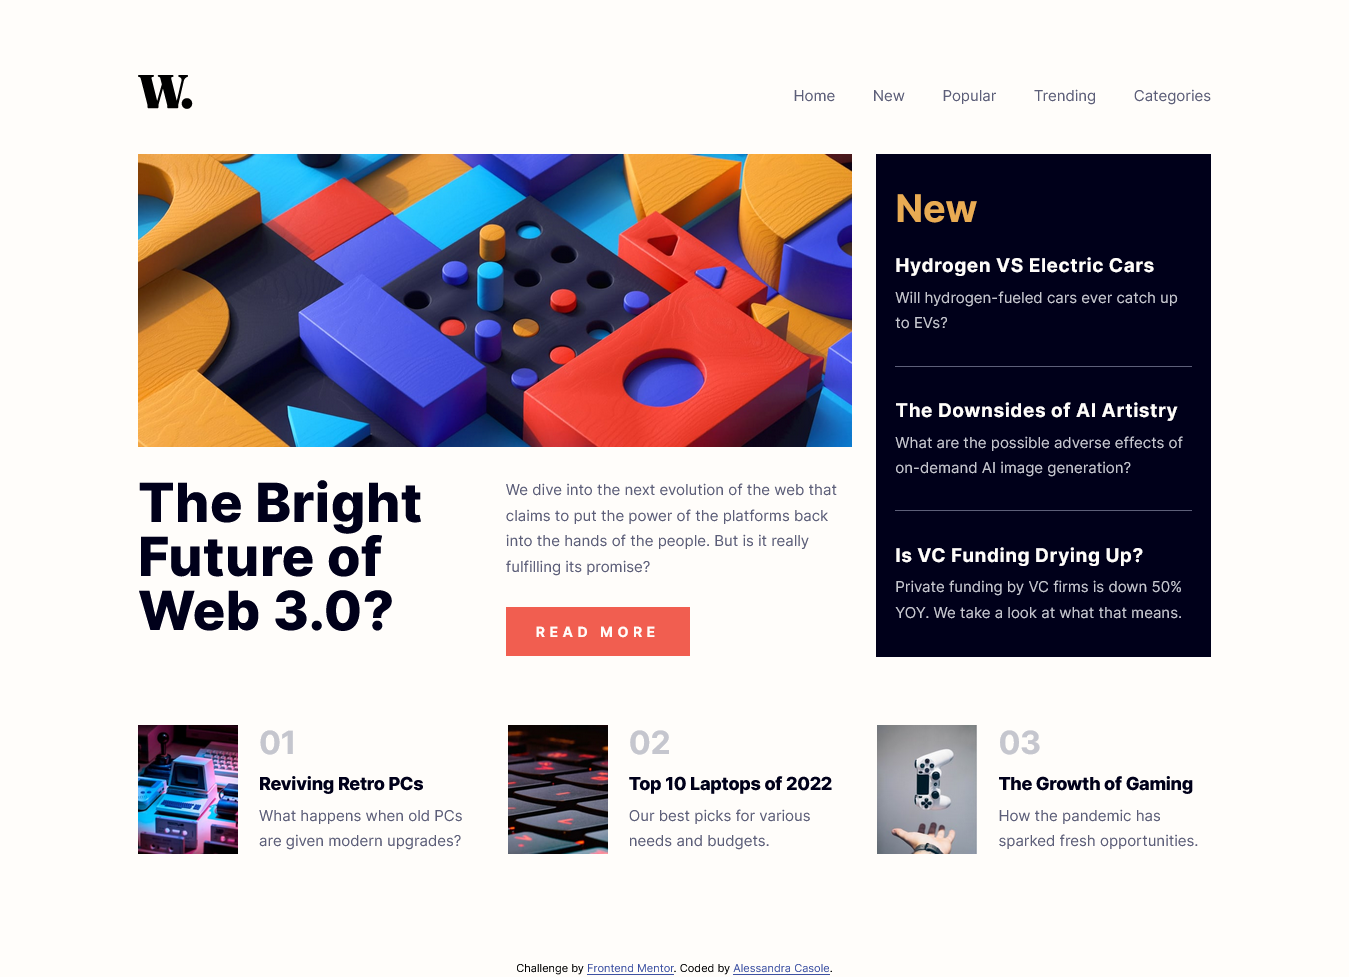 W.
Home New Popular Trending Categories
New
Hydrogen VS Electric Cars
Will hydrogen-fueled cars ever catch up
to EVs?
The Downsides of AI Artistry
What are the possible adverse effects of
on-demand AI image generation?
Is VC Funding Drying Up?
Private funding by VC firms is down 50%
YOY. We take a look at what that means.
The Bright
Future of
Web 3.0?
We dive into the next evolution of the web that
claims to put the power of the platforms back
into the hands of the people. But is it really
fulfilling its promise?
READ MORE
01
Reviving Retro PCs
What happens when old PCs
are given modern upgrades?
02
Top 10 Laptops of 2022
Our best picks for various
needs and budgets.
03
The Growth of Gaming
How the pandemic has
sparked fresh opportunities.
Challenge by Frontend Mentor. Coded by Alessandra Casole.